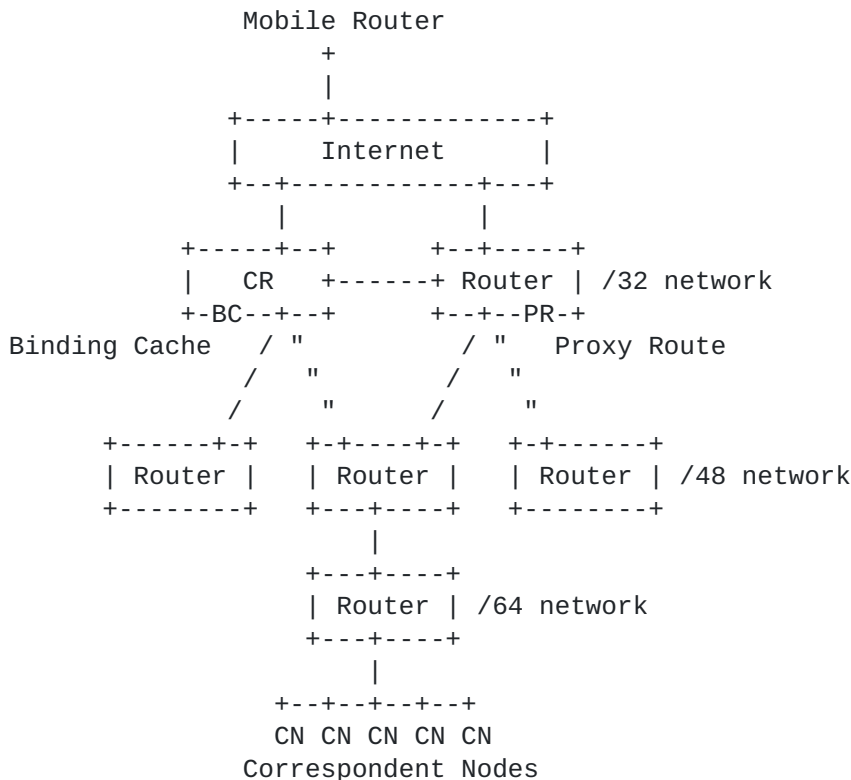 Mobile Router
Internet
CR Router /32 network
BC PR
Binding Cache Proxy Route
Router Router Router /48 network
Router /64 network
CN CN CN CN CN
Correspondent Nodes